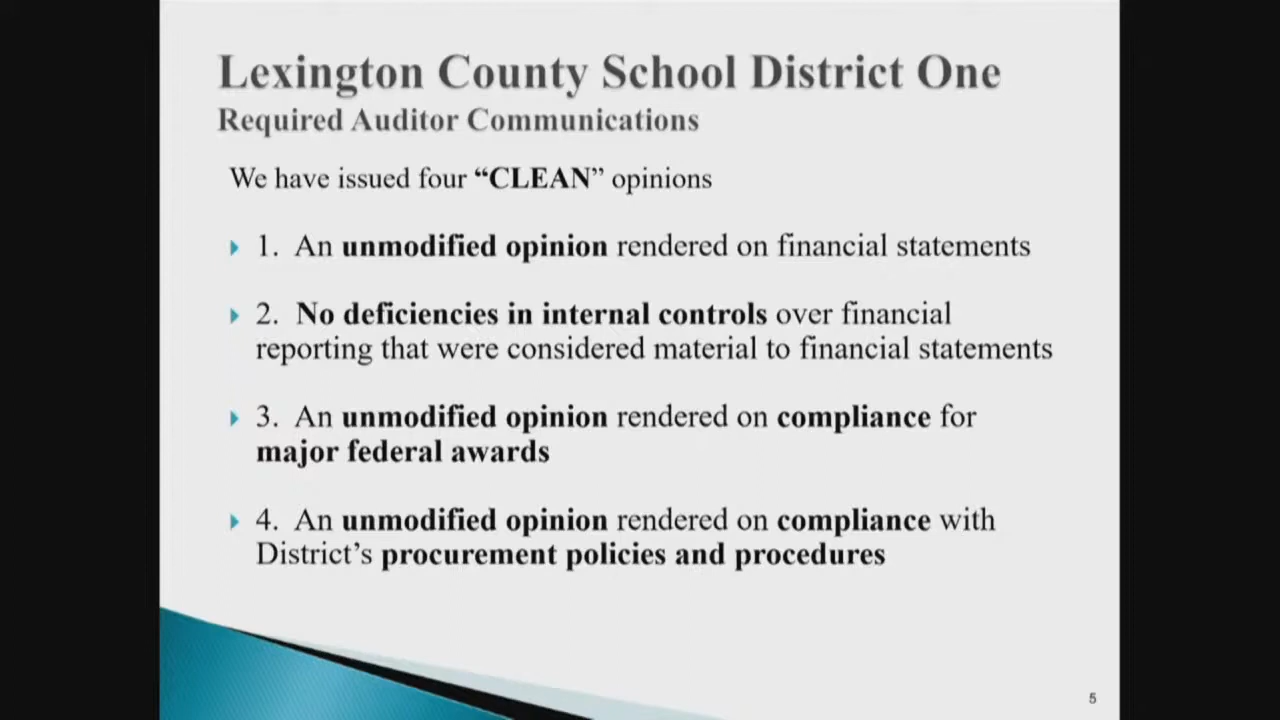 Lexington County School District One
Required Auditor Communications
We have issued four “CLEAN” opinions
1. An unmodified opinion rendered on financial statements
2. No deficiencies in internal controls over financial
reporting that were considered material to financial statements
3. An unmodified opinion rendered on compliance for
major federal awards
4. An unmodified opinion rendered on compliance with
District’s procurement policies and procedures
5